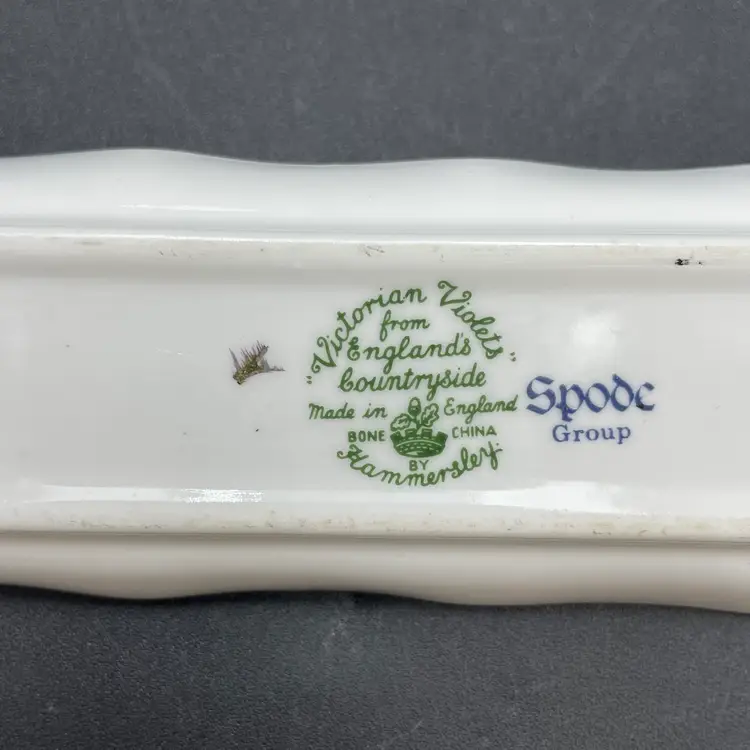 "Victorian Violets"
from
England's
Countryside
Made in England
BONE CHINA
BY
Hammersley
Spode
Group